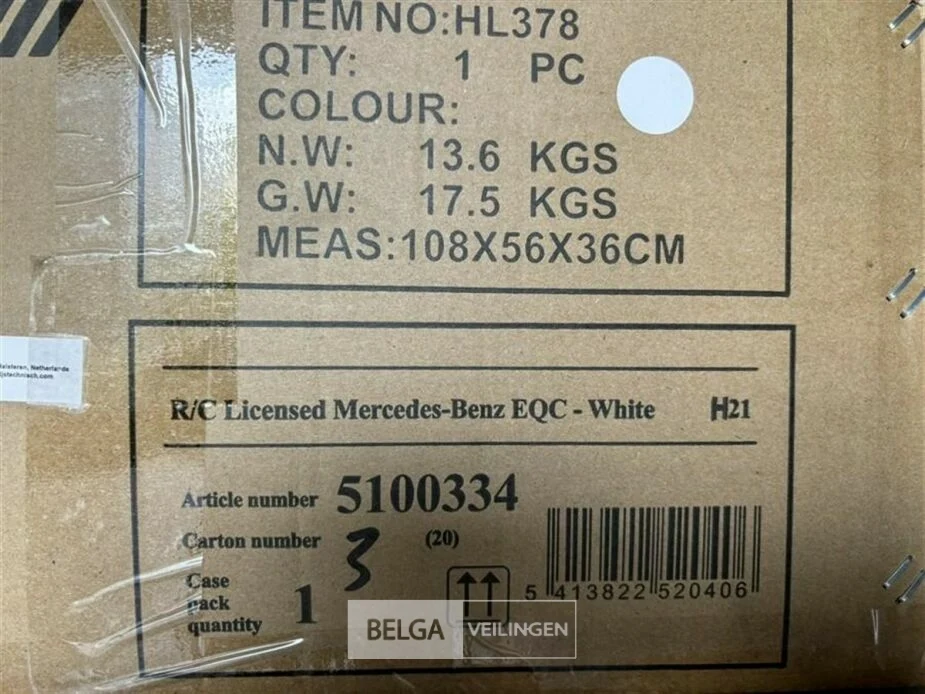 ITEM NO:HL378
QTY: 1 PC
COLOUR:
N.W: 13.6 KGS
G.W: 17.5 KGS
MEAS:108X56X36CM
Netherlands
R/C Licensed Mercedes-Benz EQC - White H21
Article number 5100334
Carton number 3 (20)
Case
pack
quantity 1
5 413822 520406
BELGA VEILINGEN